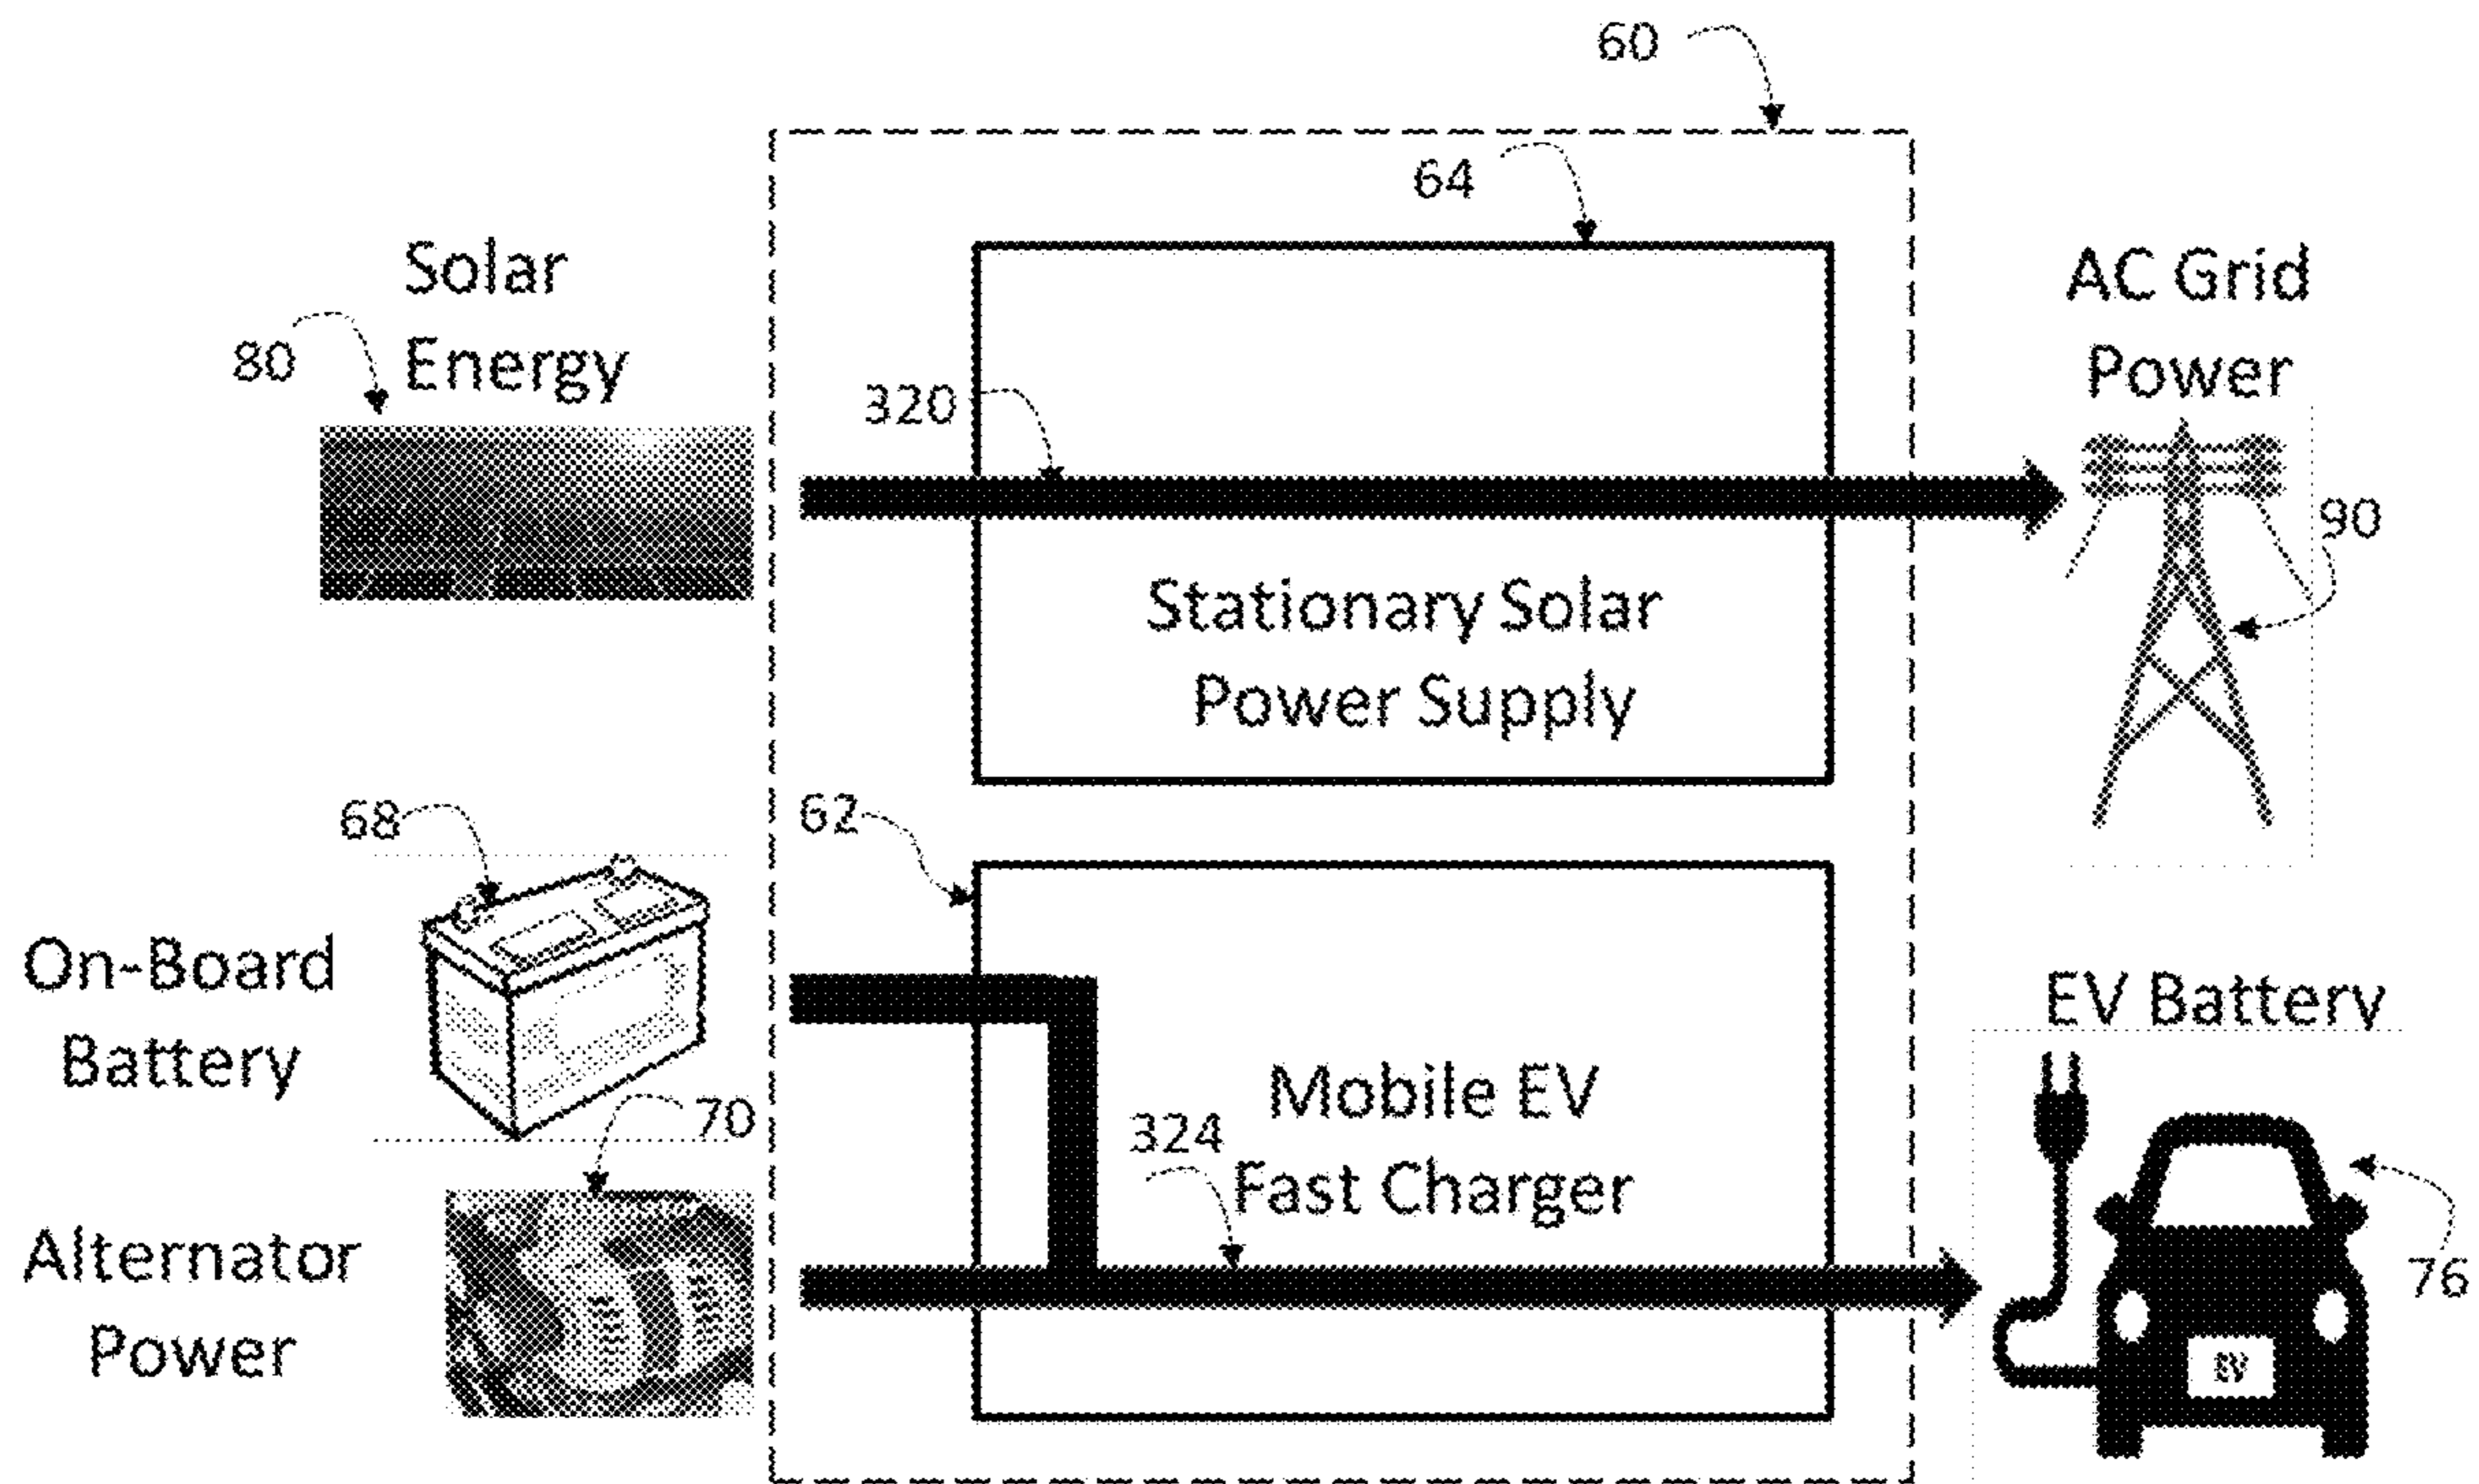 60
64
Solar
Energy
80
320
AC Grid
Power
90
Stationary Solar
Power Supply
68
62
On-Board
Battery
70
Mobile EV
Fast Charger
324
EV Battery
Alternator
Power
76
EV